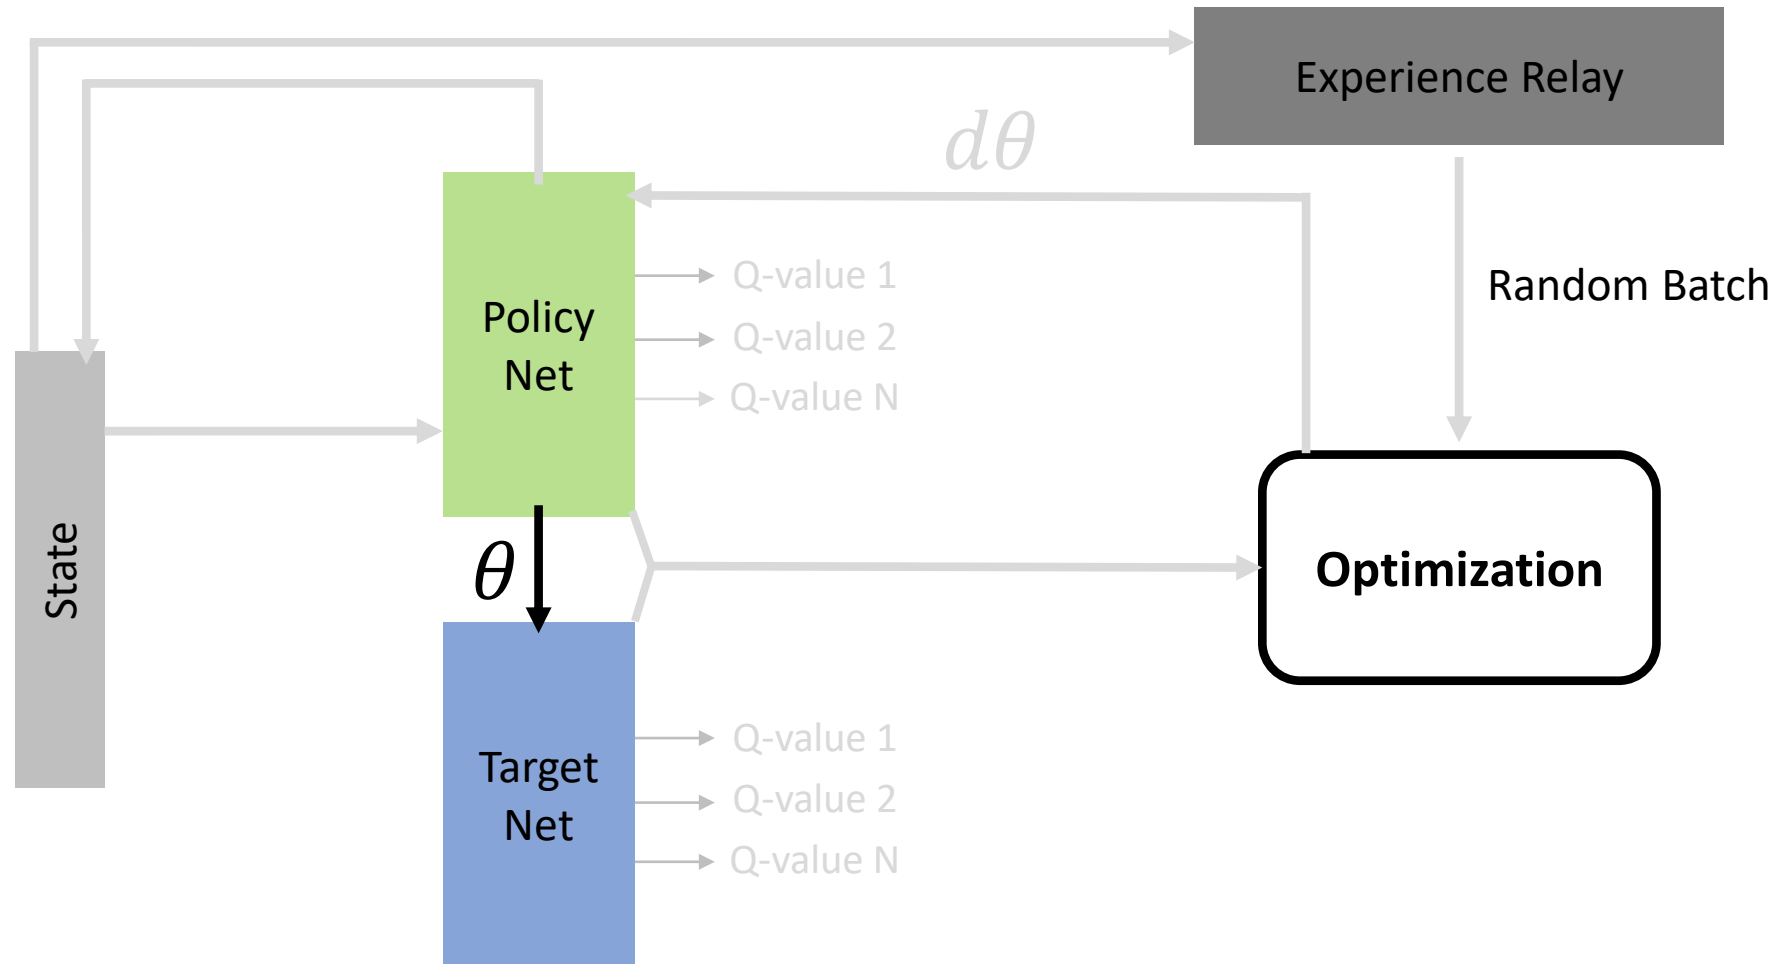 Experience Relay
dθ
Random Batch
Policy
Net
Q-value 1
Q-value 2
Q-value N
State
θ
Optimization
Target
Net
Q-value 1
Q-value 2
Q-value N